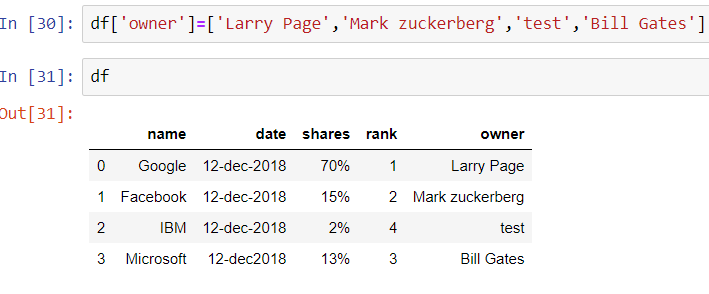 In [30]: df['owner']=['Larry Page','Mark zuckerberg','test','Bill Gates']
In [31]: df
Out[31]:
name date shares rank owner
0 Google 12-dec-2018 70% 1 Larry Page
1 Facebook 12-dec-2018 15% 2 Mark zuckerberg
2 IBM 12-dec-2018 2% 4 test
3 Microsoft 12-dec2018 13% 3 Bill Gates